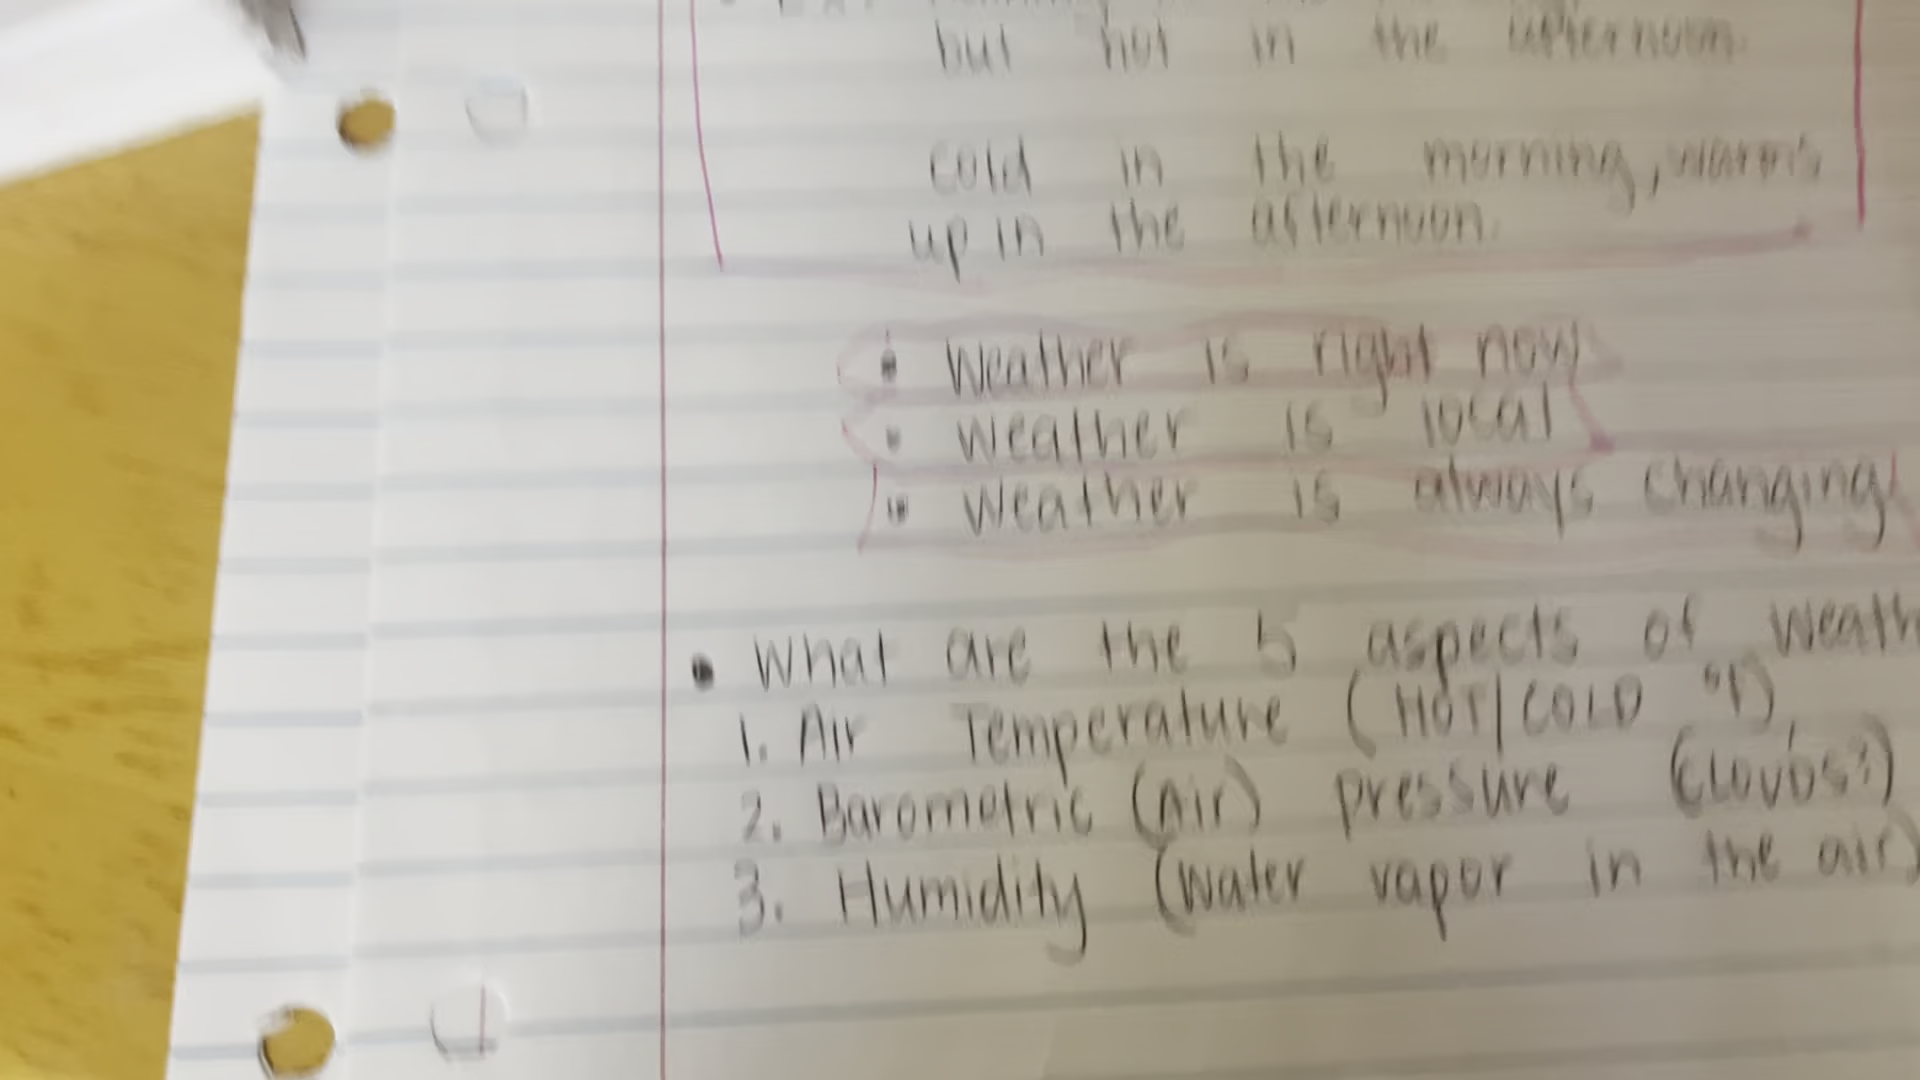 but not in the afternoon.
cold in the morning, warms
up in the afternoon.
• Weather is right now
• Weather is local
• Weather is always changing
• What are the 5 aspects of Weath
1. Air Temperature (HOT/COLD °F)
2. Barometric (Air) pressure (CLOUDS?)
3. Humidity (water vapor in the air)